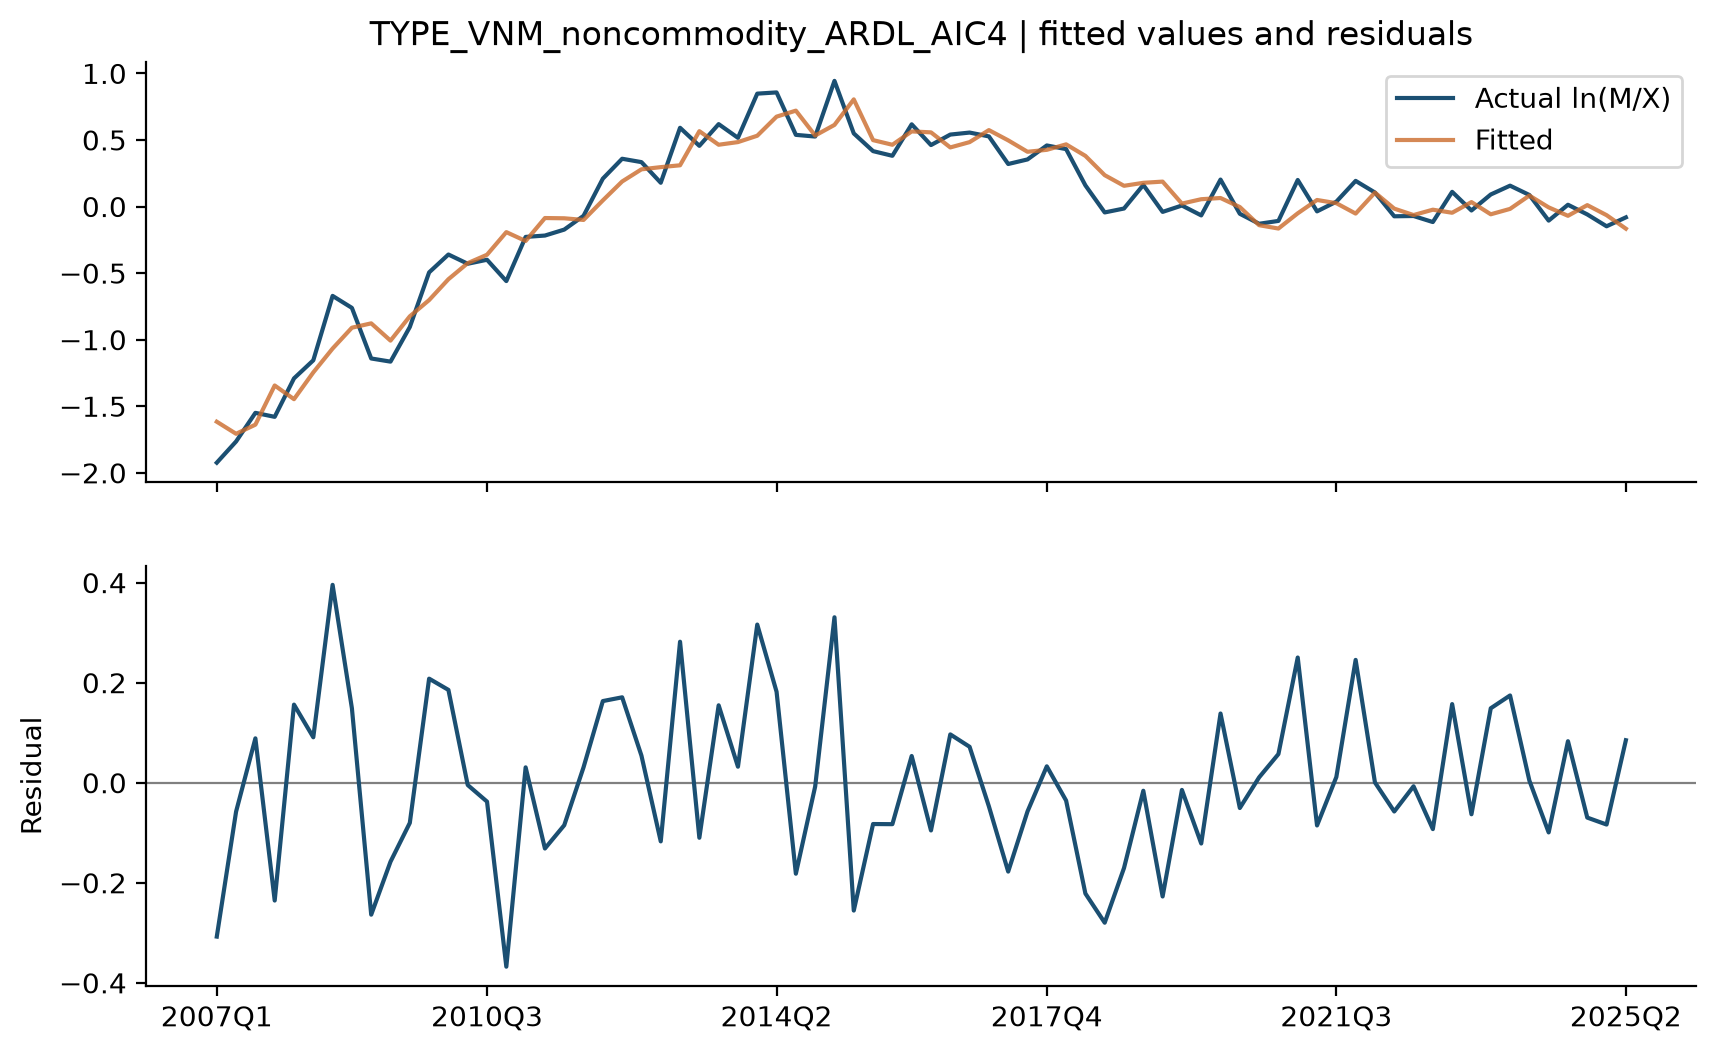 TYPE_VNM_noncommodity_ARDL_AIC4 | fitted values and residuals
1.0
0.5
0.0
−0.5
−1.0
−1.5
−2.0
Actual ln(M/X)
Fitted
0.4
0.2
0.0
−0.2
−0.4
Residual
2007Q1 2010Q3 2014Q2 2017Q4 2021Q3 2025Q2